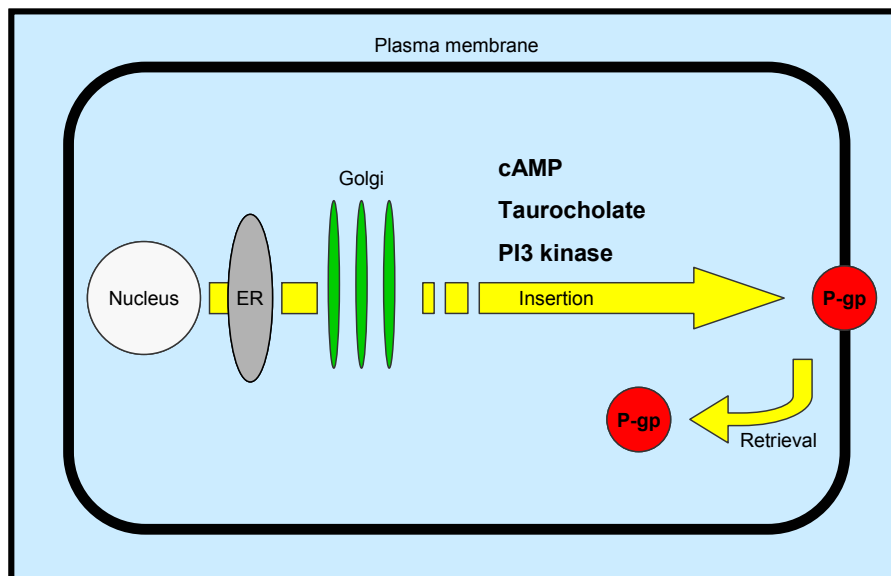 Plasma membrane
cAMP
Golgi
Taurocholate
PI3 kinase
Nucleus
ER
Insertion
P-gp
P-gp
Retrieval